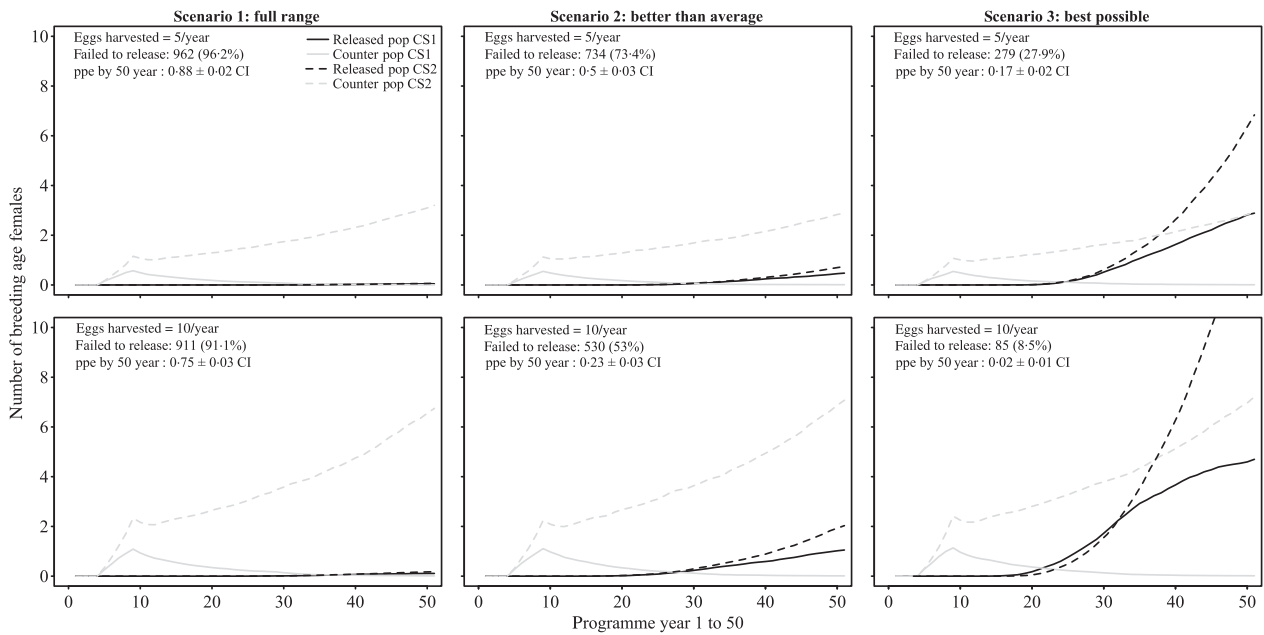 Scenario 1: full range
Scenario 2: better than average
Scenario 3: best possible
Number of breeding age females
10
8
6
4
2
0
Eggs harvested = 5/year
Failed to release: 962 (96·2%)
ppe by 50 year : 0·88 ± 0·02 CI
Released pop CS1
Counter pop CS1
Released pop CS2
Counter pop CS2
Eggs harvested = 5/year
Failed to release: 734 (73·4%)
ppe by 50 year : 0·5 ± 0·03 CI
Eggs harvested = 5/year
Failed to release: 279 (27·9%)
ppe by 50 year : 0·17 ± 0·02 CI
10
8
6
4
2
0
Eggs harvested = 10/year
Failed to release: 911 (91·1%)
ppe by 50 year : 0·75 ± 0·03 CI
Eggs harvested = 10/year
Failed to release: 530 (53%)
ppe by 50 year : 0·23 ± 0·03 CI
Eggs harvested = 10/year
Failed to release: 85 (8·5%)
ppe by 50 year : 0·02 ± 0·01 CI
0 10 20 30 40 50
0 10 20 30 40 50
0 10 20 30 40 50
Programme year 1 to 50